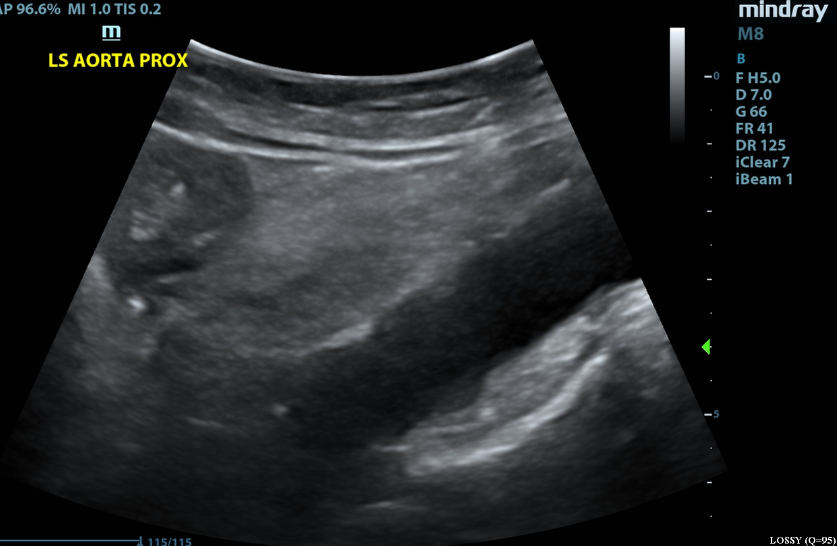 AP 96.6% MI 1.0 TIS 0.2
m
LS AORTA PROX
mindray
M8
B
F H5.0
D 7.0
G 66
FR 41
DR 125
iClear 7
iBeam 1
0
5
115/115
LOSSY (Q=95)